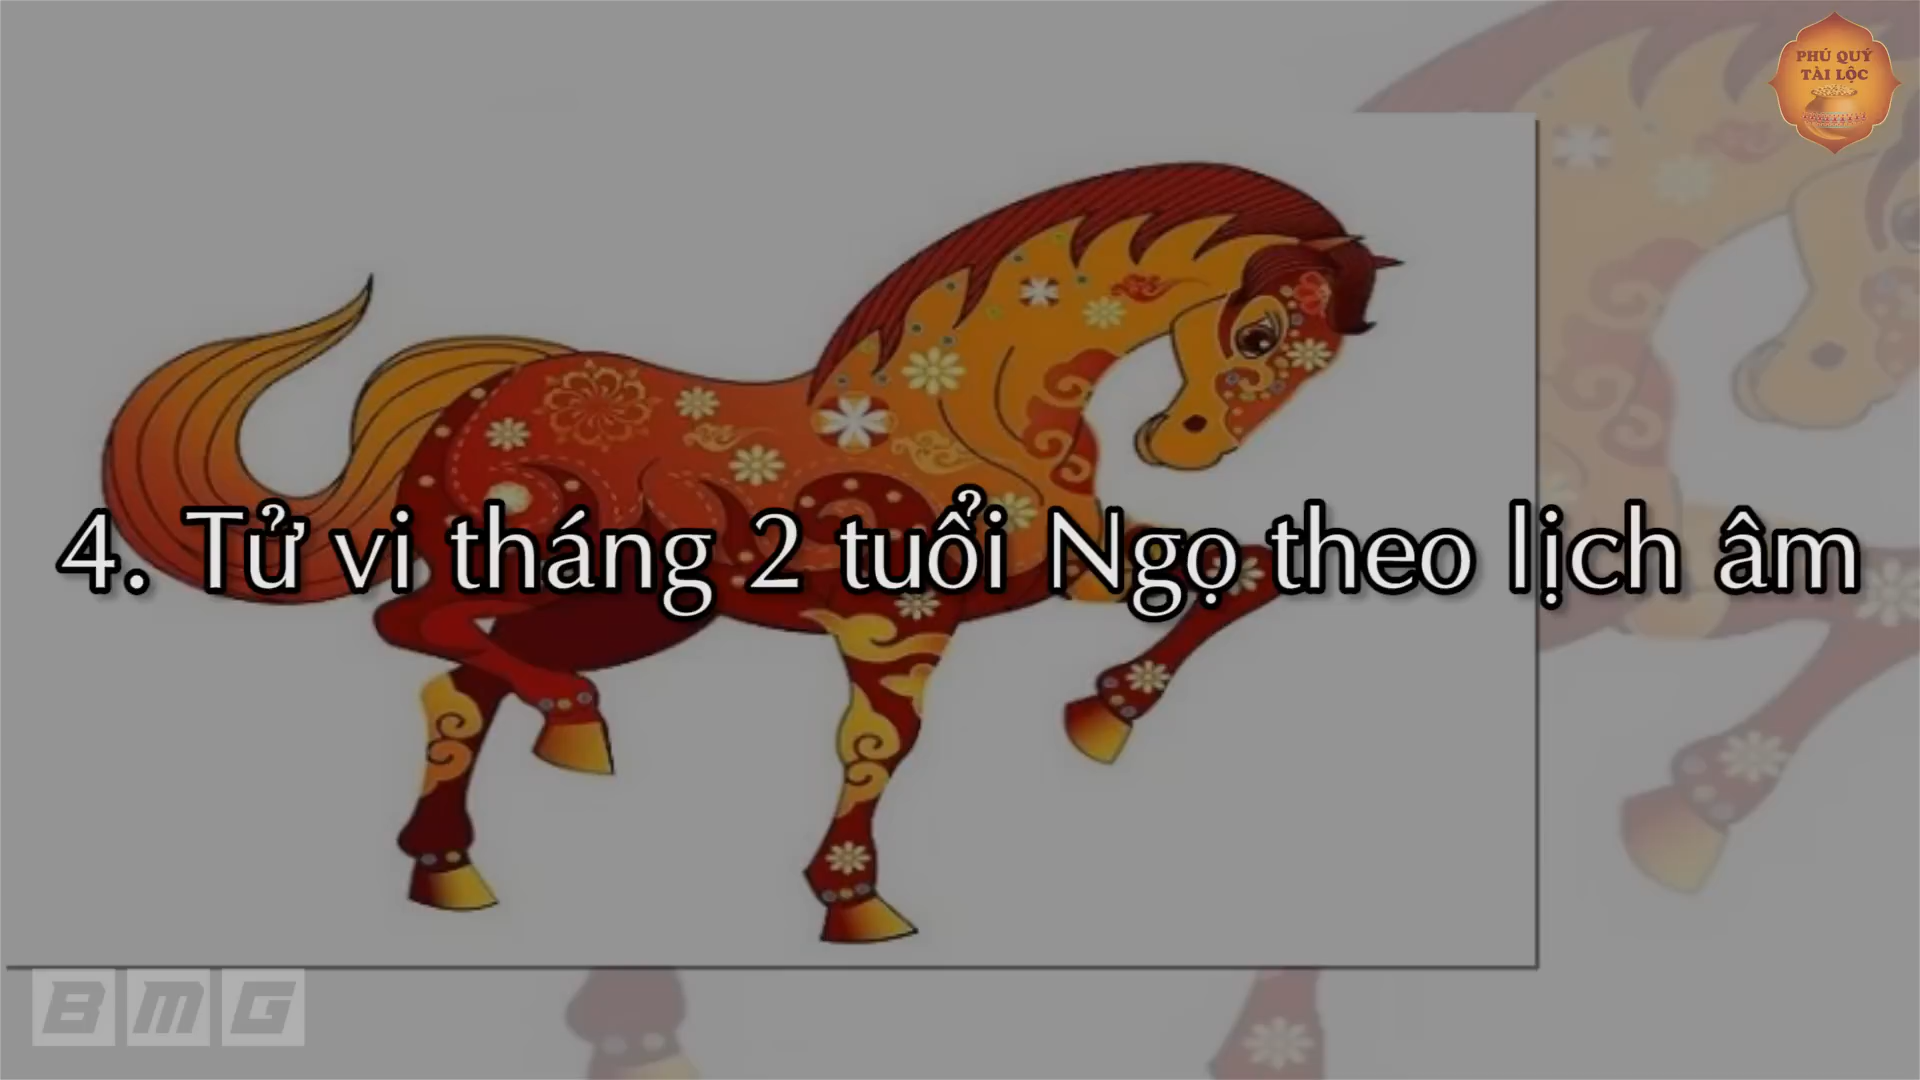 PHÚ QUÝ
TÀI LỘC
4. Tử vi tháng 2 tuổi Ngọ theo lịch âm
BMG